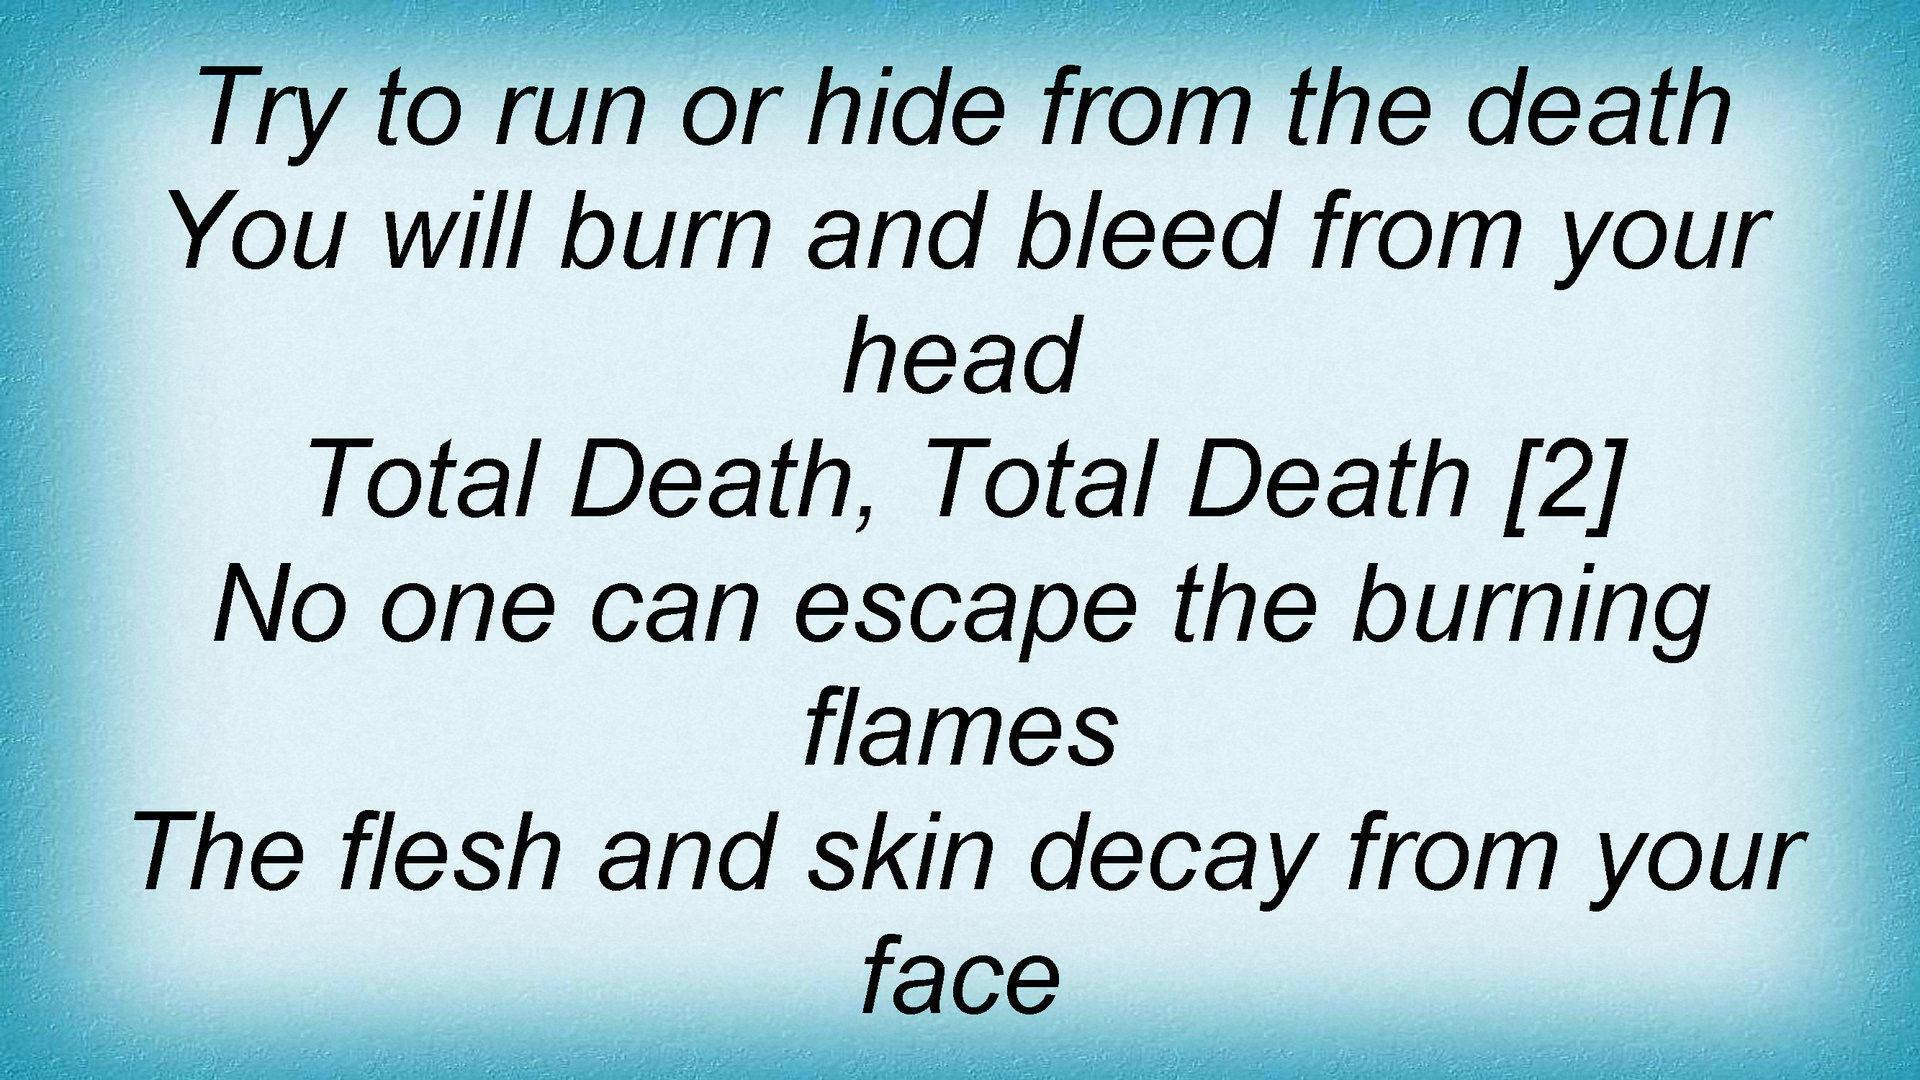 Try to run or hide from the death
You will burn and bleed from your
head
Total Death, Total Death [2]
No one can escape the burning
flames
The flesh and skin decay from your
face